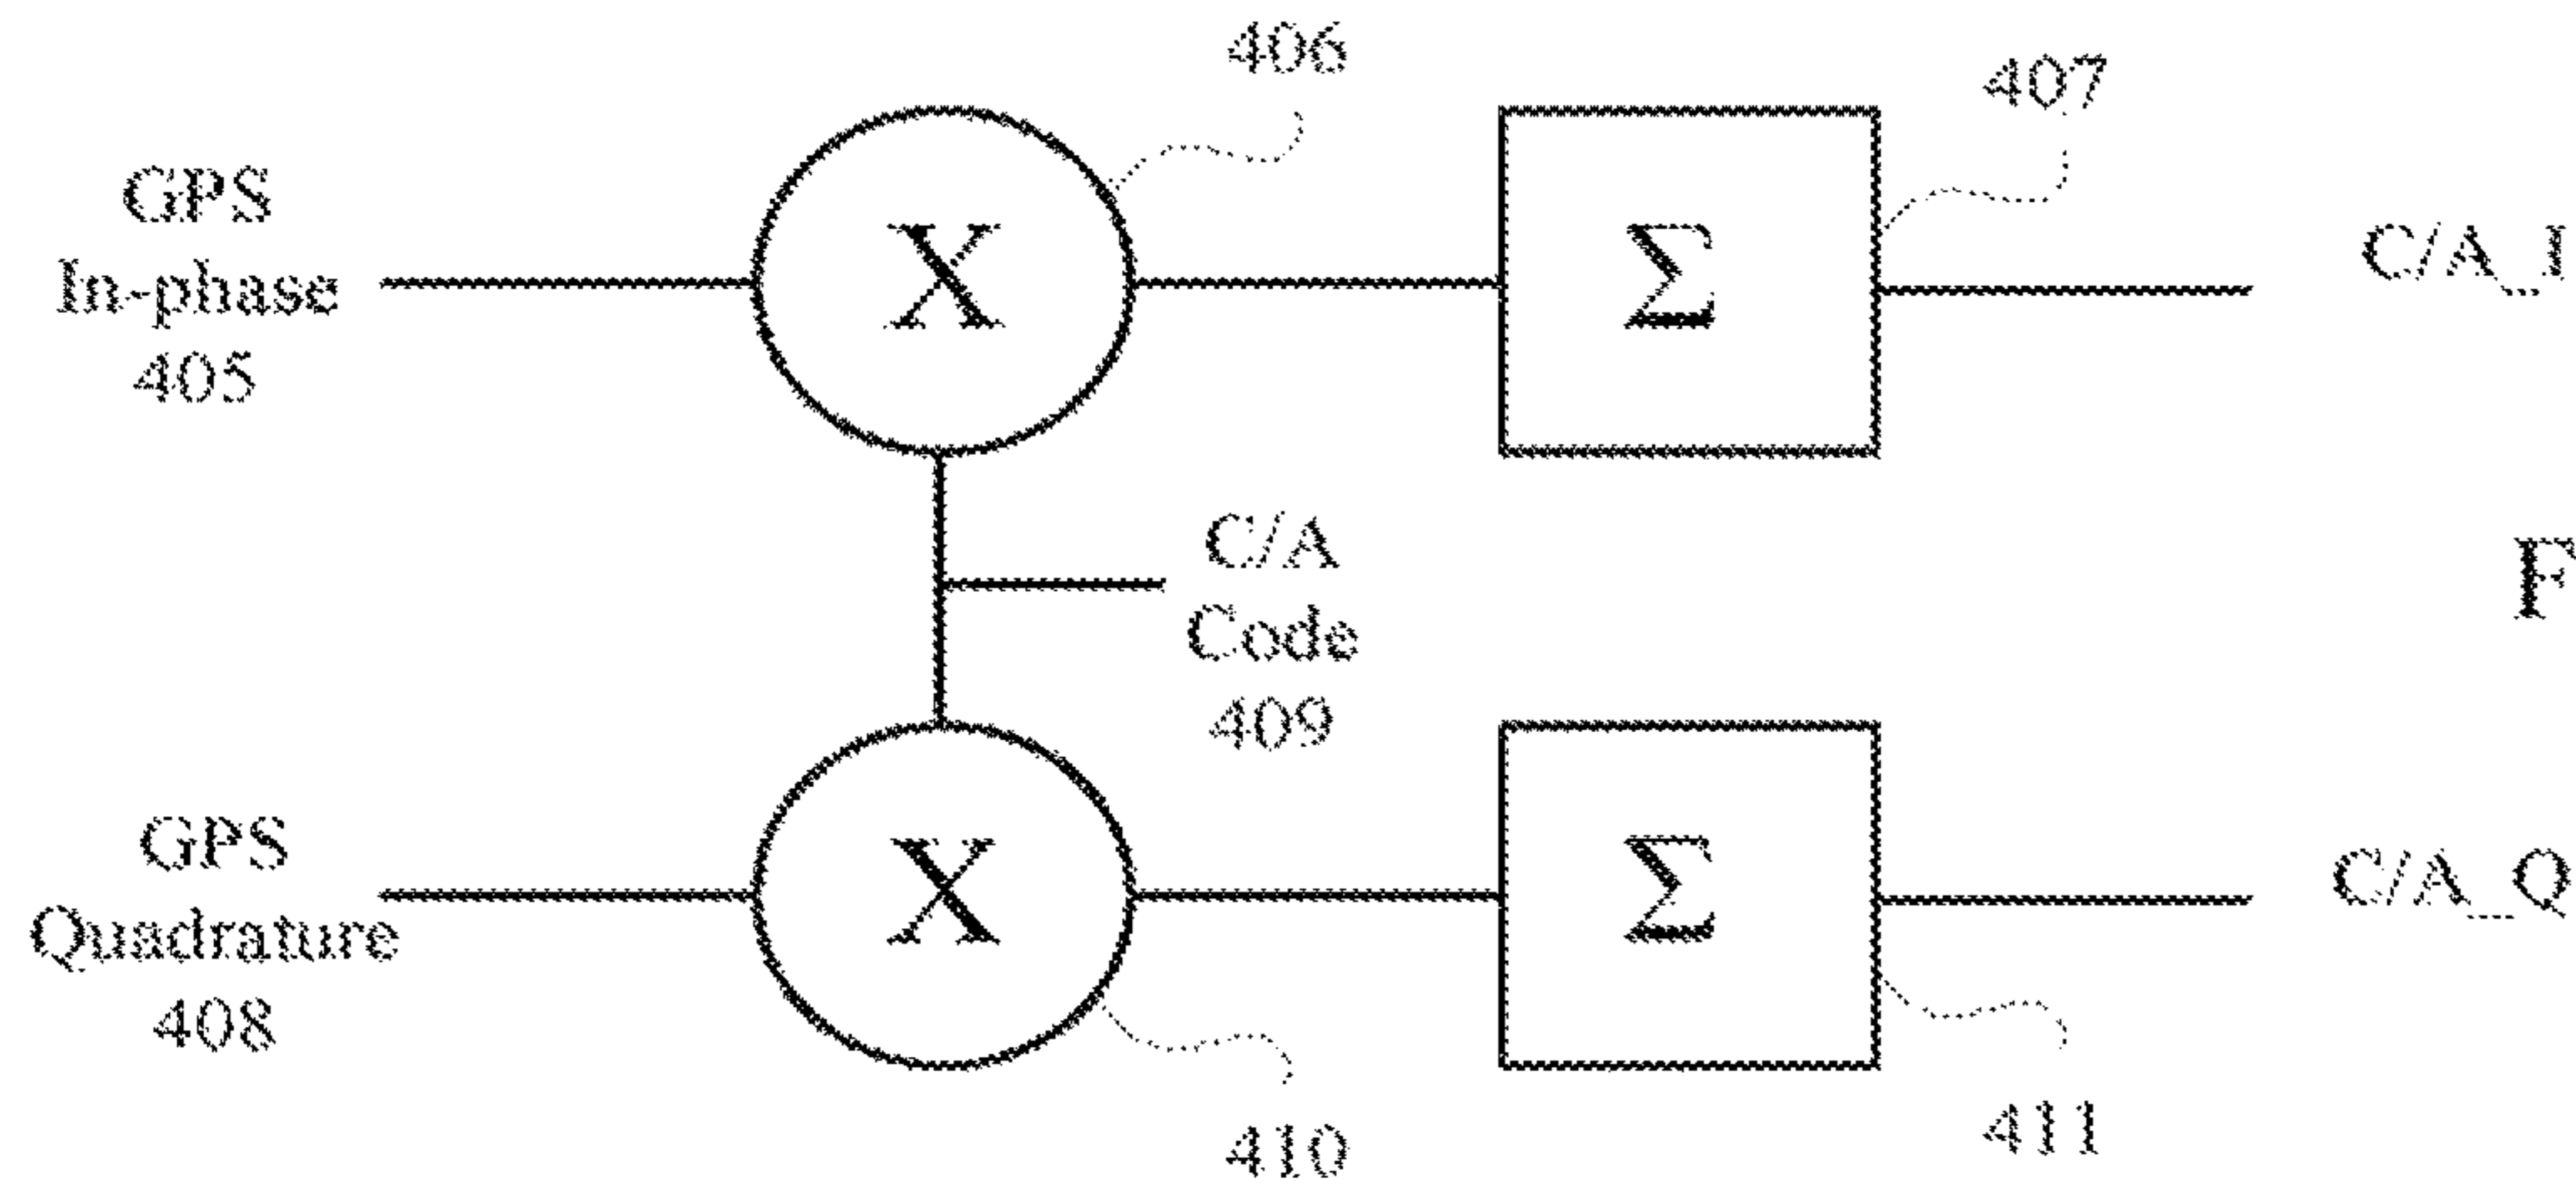 406
407
GPS
In-phase
405
X
Σ
C/A_I
C/A
Code
409
F
GPS
Quadrature
408
X
Σ
C/A_Q
410
411